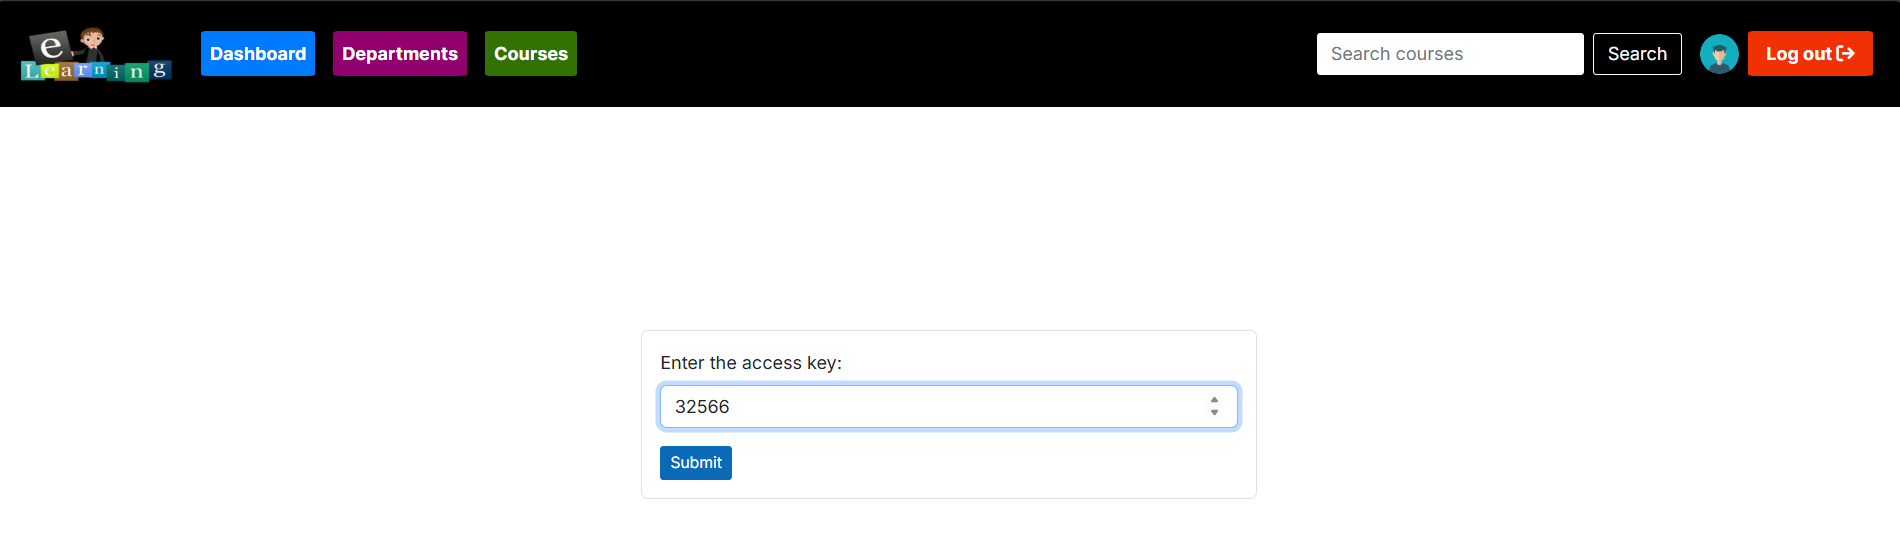 e
Learning
Dashboard
Departments
Courses
Search courses
Search
Log out
Enter the access key:
32566
Submit